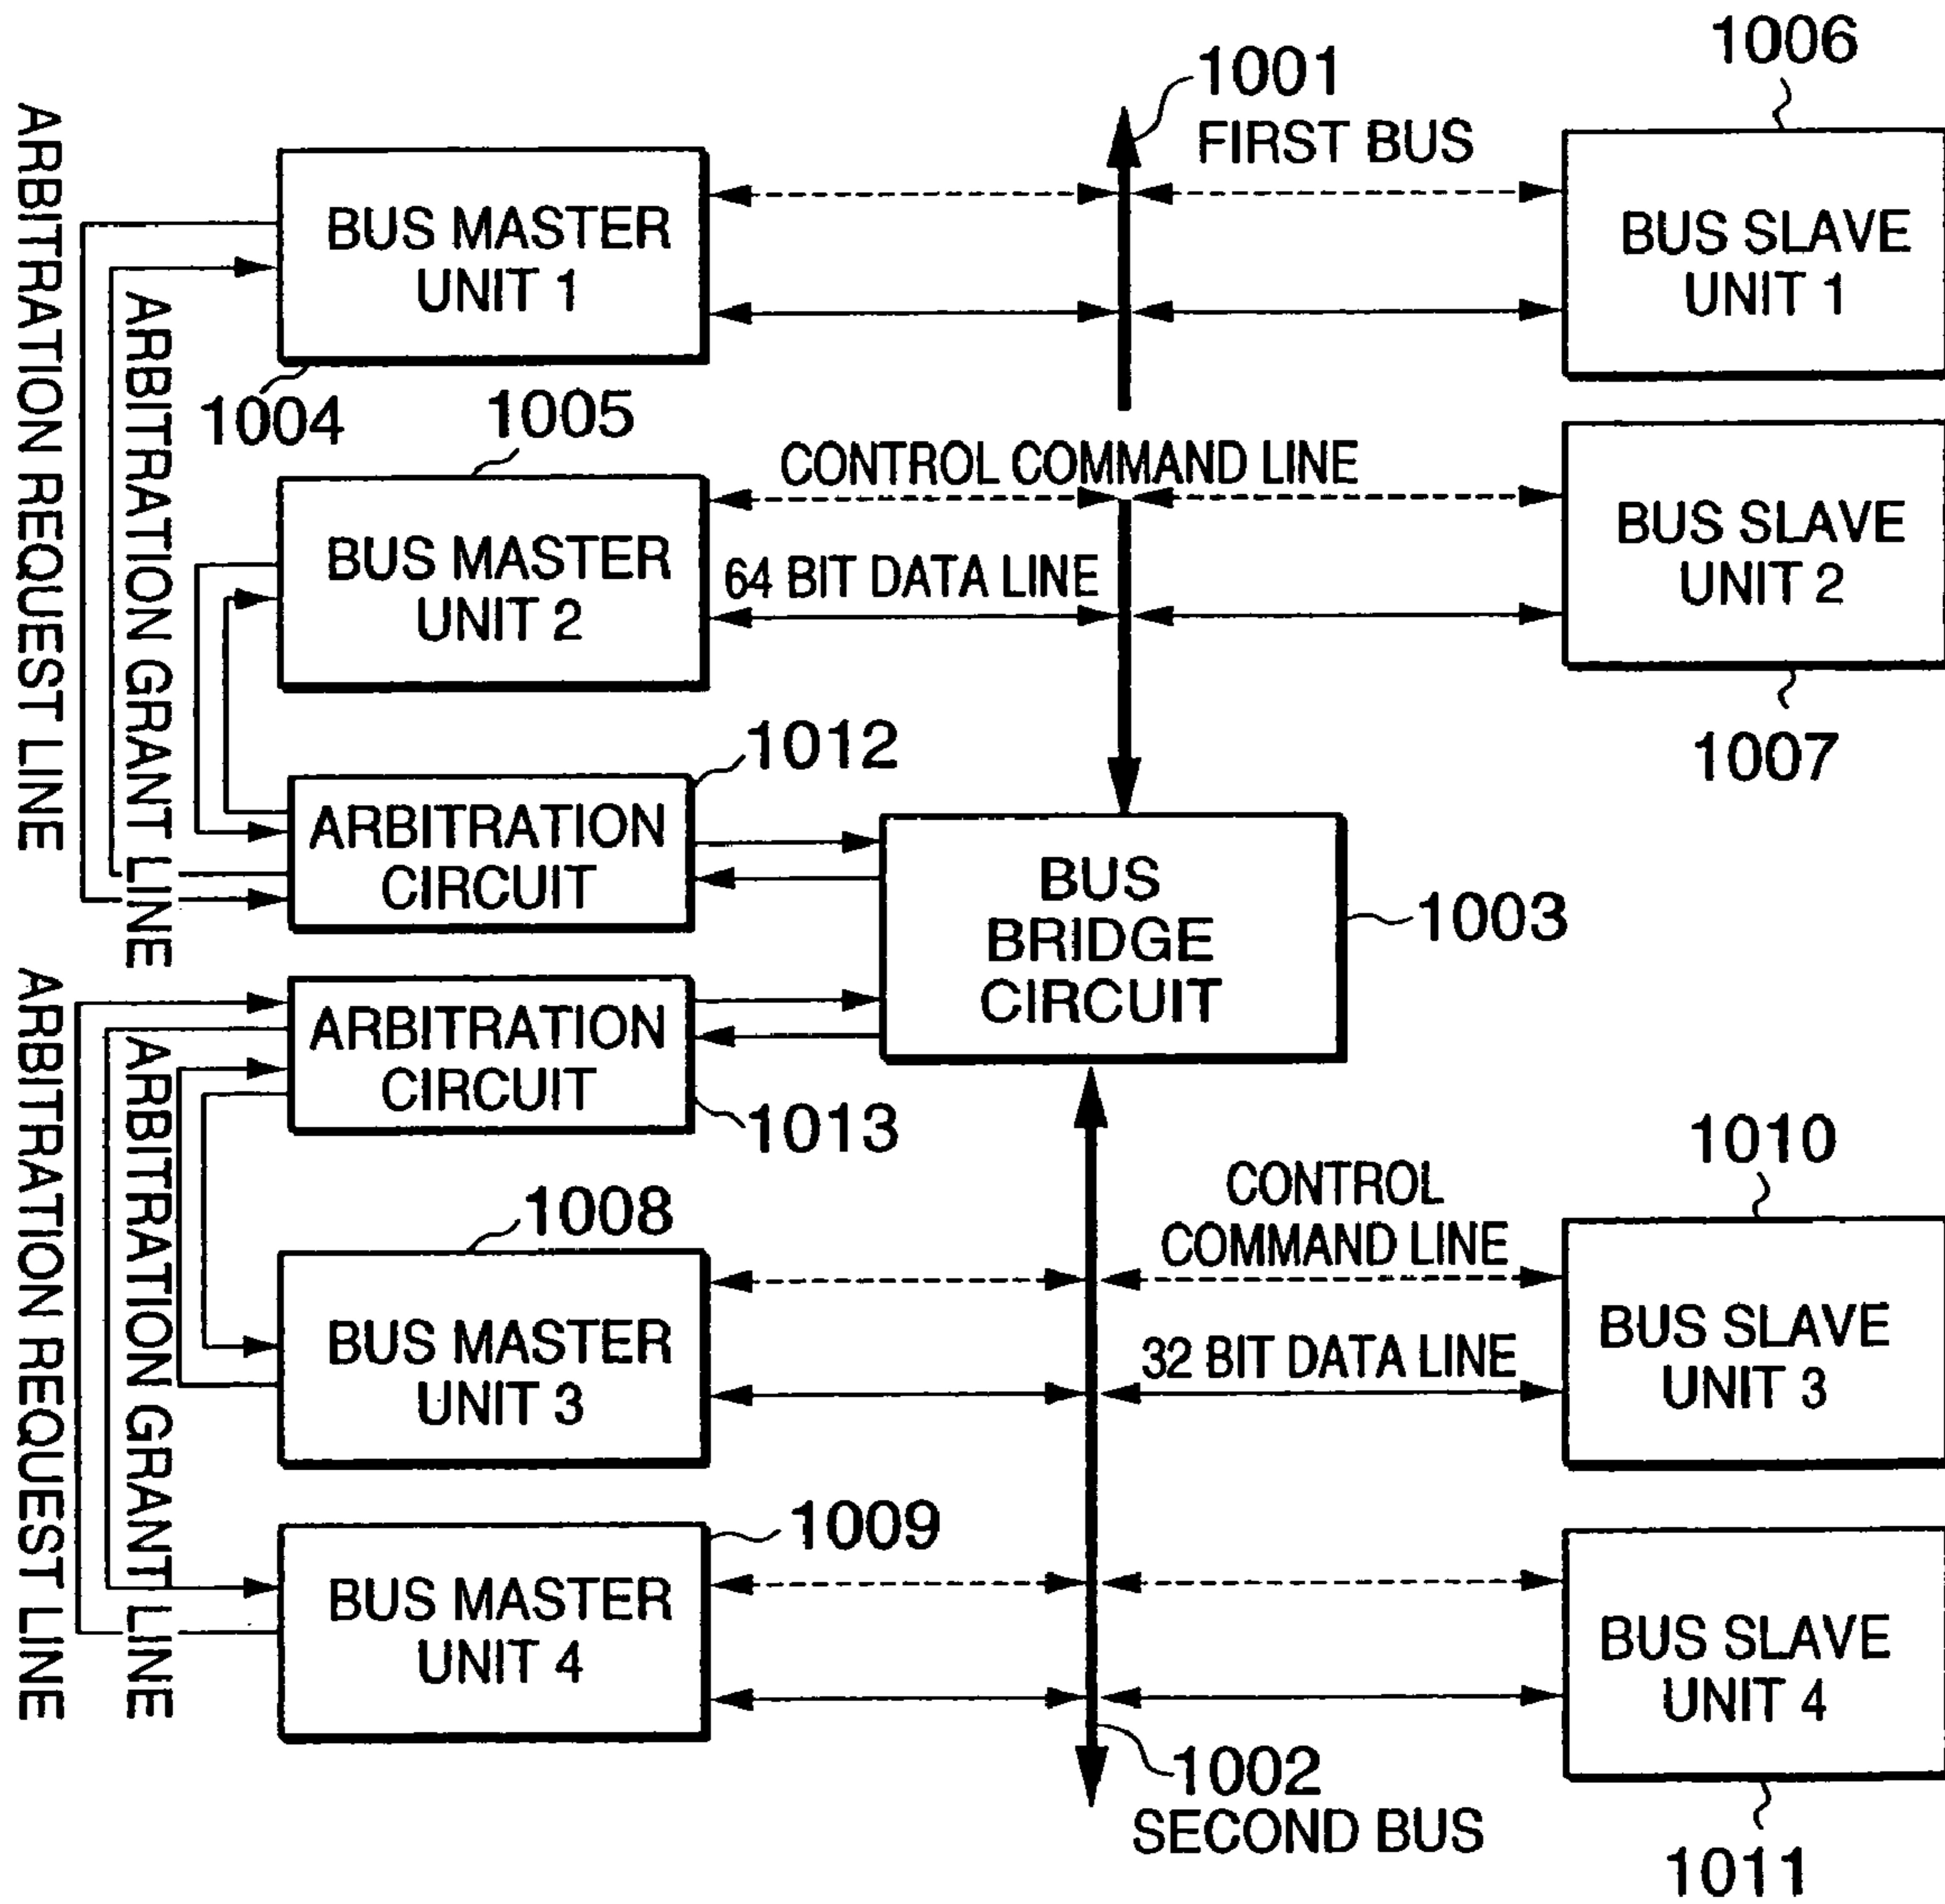 1006
1001
FIRST BUS
BUS MASTER
UNIT 1
BUS SLAVE
UNIT 1
1004
1005
CONTROL COMMAND LINE
BUS MASTER
UNIT 2
64 BIT DATA LINE
BUS SLAVE
UNIT 2
1007
ARBITRATION REQUEST LINE
ARBITRATION GRANT LINE
1012
ARBITRATION
CIRCUIT
BUS
BRIDGE
CIRCUIT
1003
ARBITRATION
CIRCUIT
1013
ARBITRATION REQUEST LINE
ARBITRATION GRANT LINE
1008
CONTROL
COMMAND LINE
1010
BUS MASTER
UNIT 3
32 BIT DATA LINE
BUS SLAVE
UNIT 3
1009
BUS MASTER
UNIT 4
BUS SLAVE
UNIT 4
1002
SECOND BUS
1011